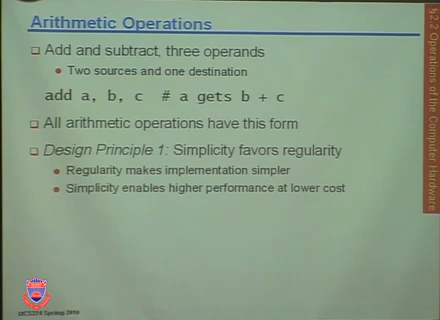 Arithmetic Operations
Add and subtract, three operands
Two sources and one destination
add a, b, c  # a gets b + c
All arithmetic operations have this form
Design Principle 1: Simplicity favors regularity
Regularity makes implementation simpler
Simplicity enables higher performance at lower cost
§2.2 Operations of the Computer Hardware
Spring 2010